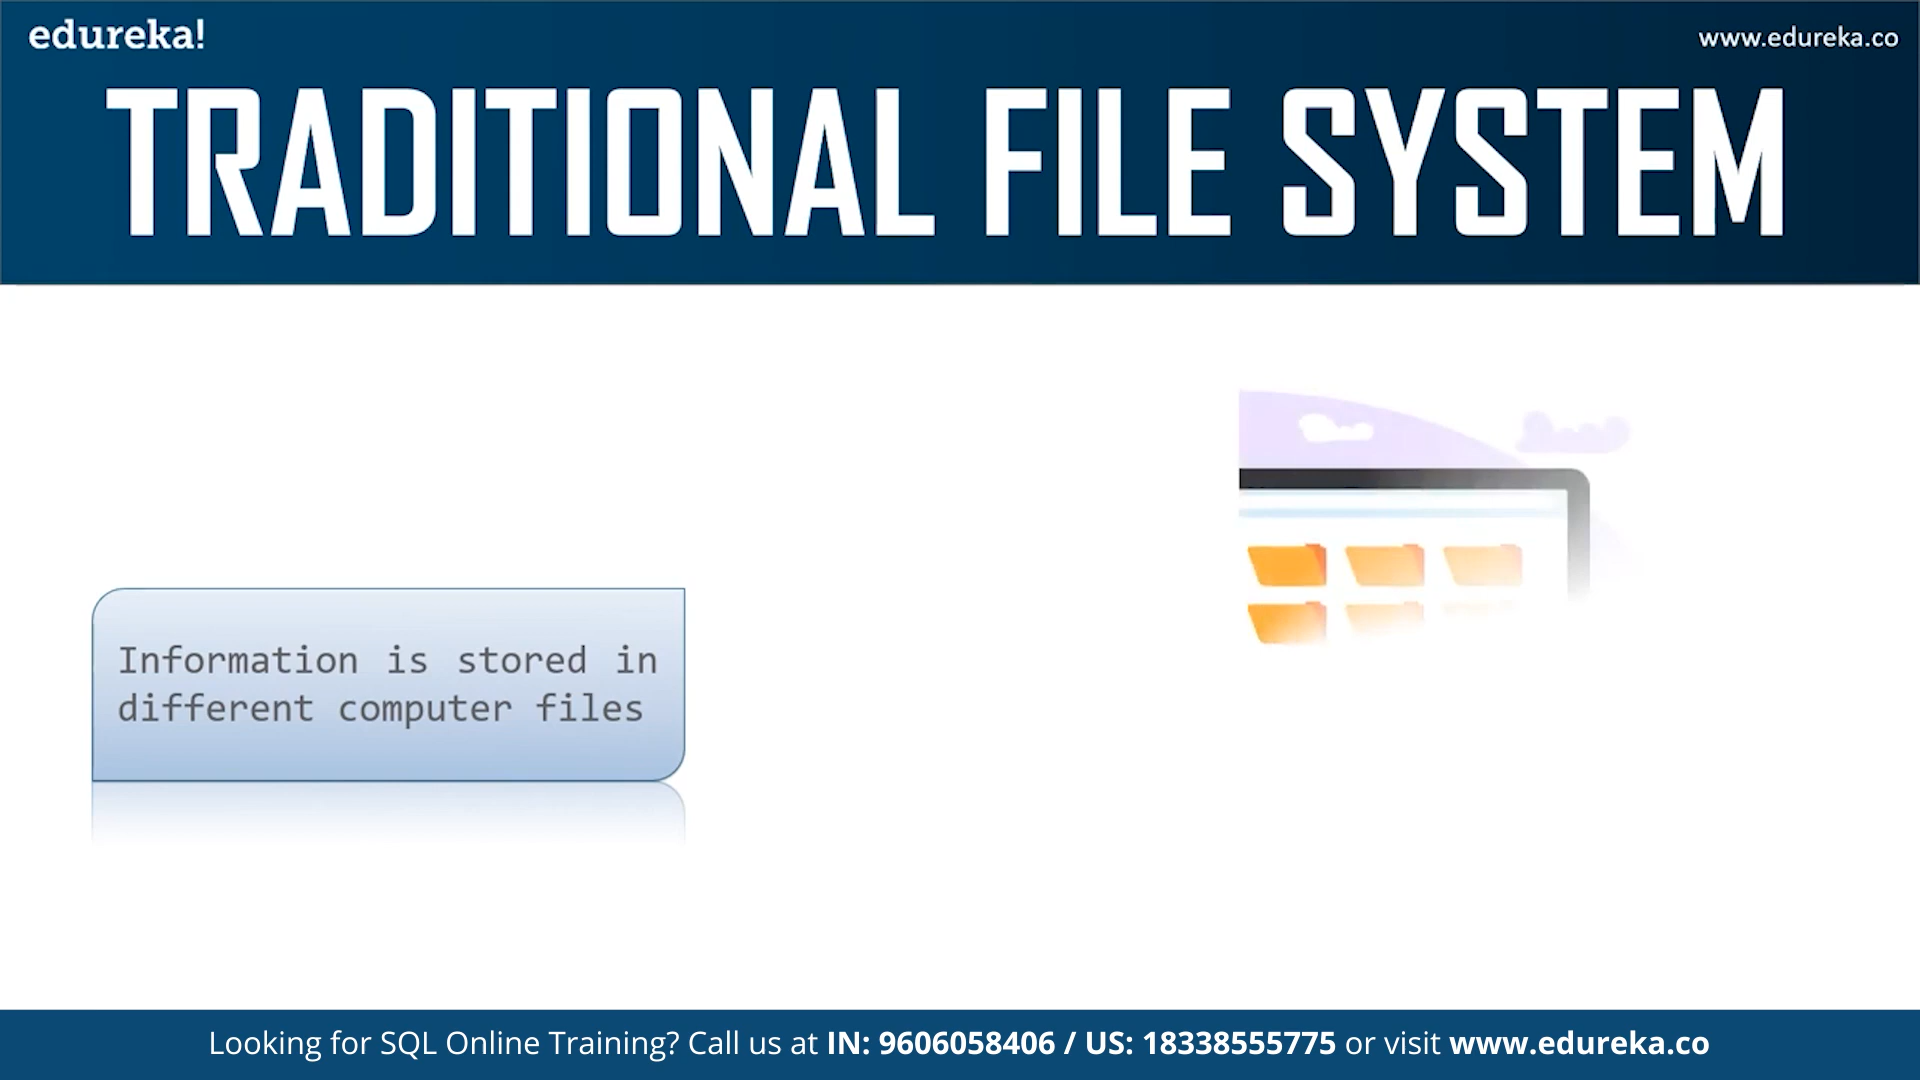 edureka!
www.edureka.co
TRADITIONAL FILE SYSTEM
Information is stored in
different computer files
Looking for SQL Online Training? Call us at IN: 9606058406 / US: 18338555775 or visit www.edureka.co